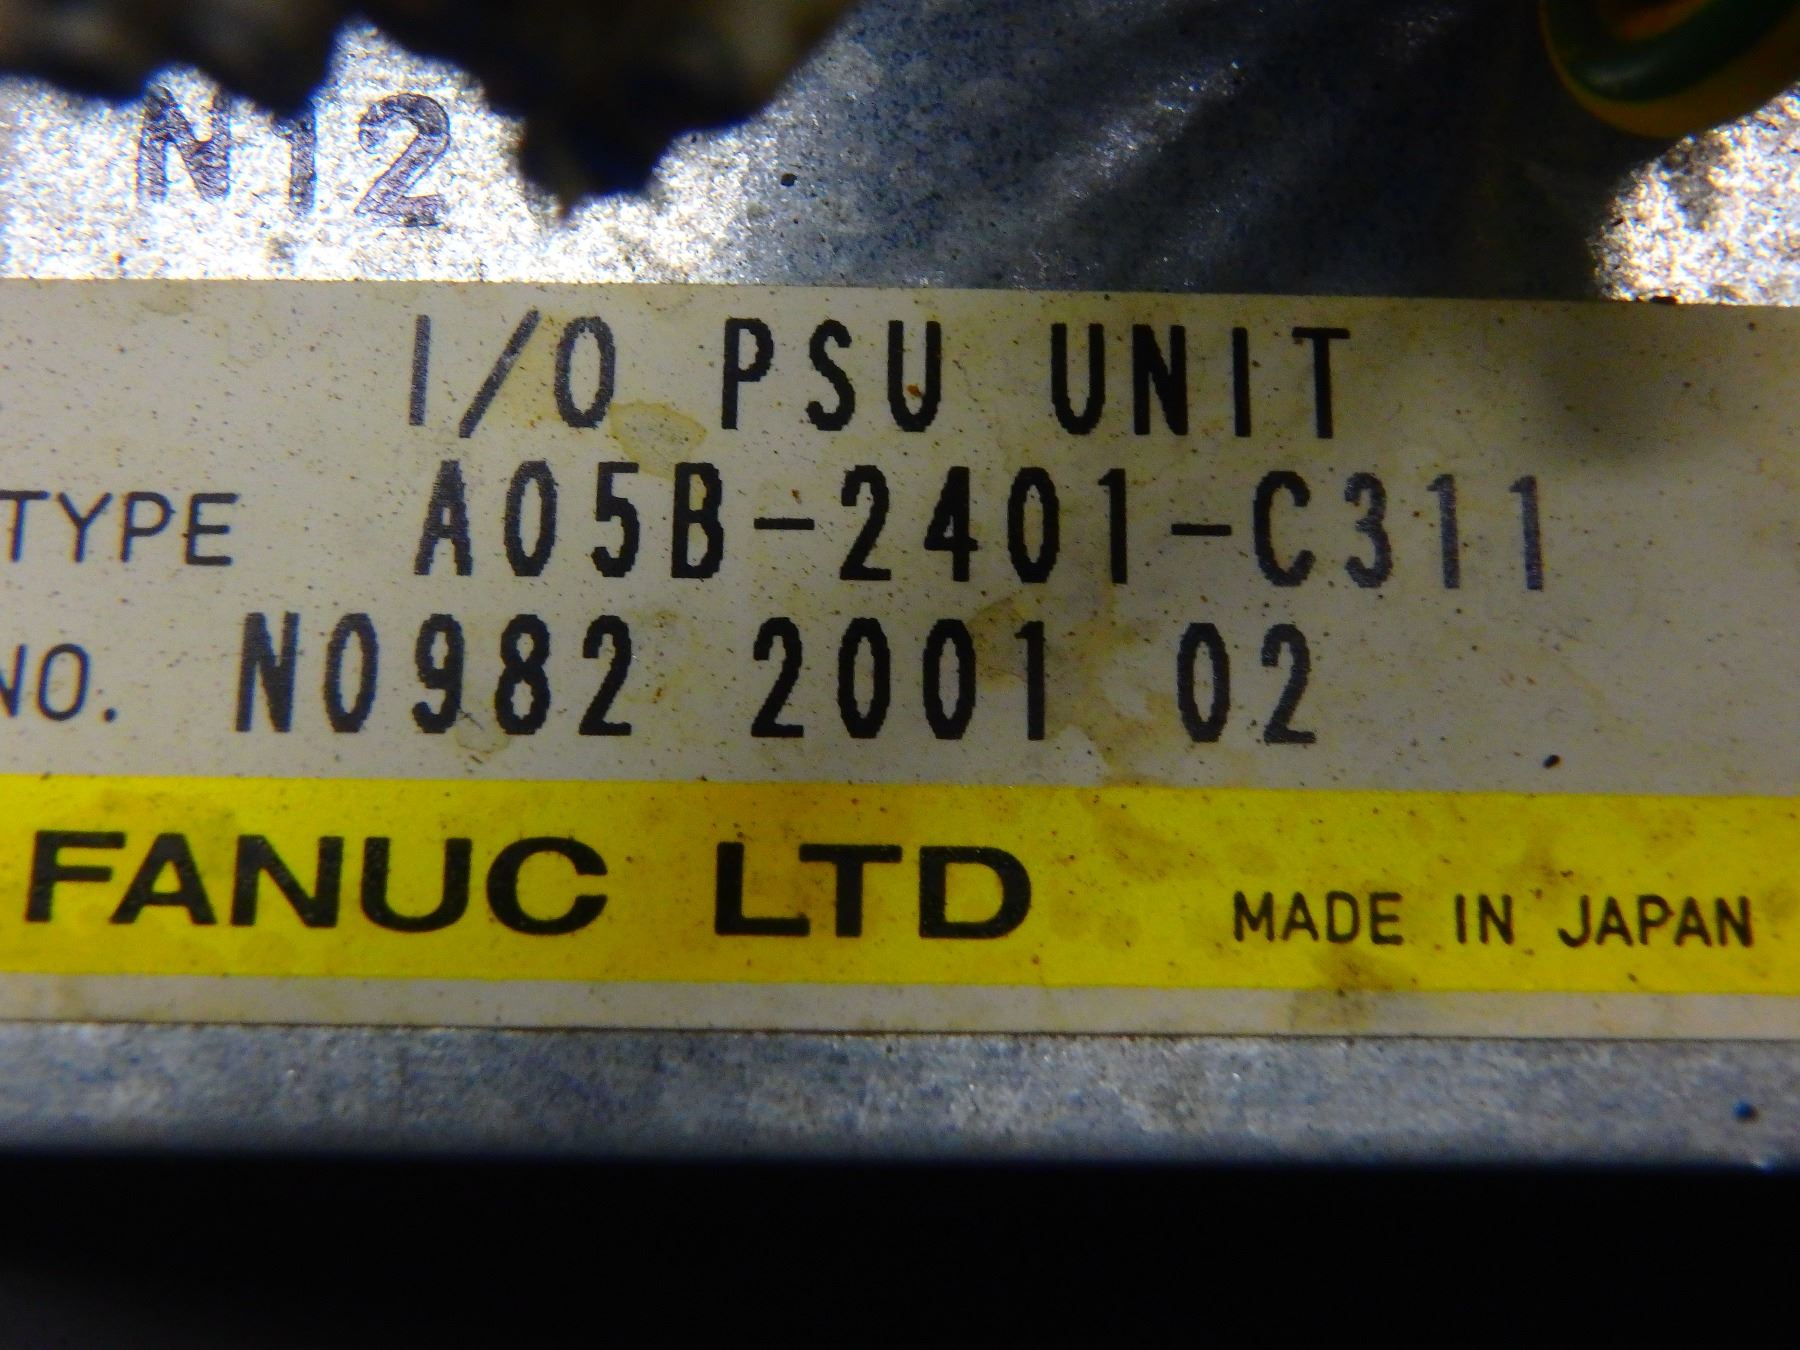 N12
I/O PSU UNIT
TYPE A05B-2401-C311
NO. N0982 2001 02
FANUC LTD MADE IN JAPAN